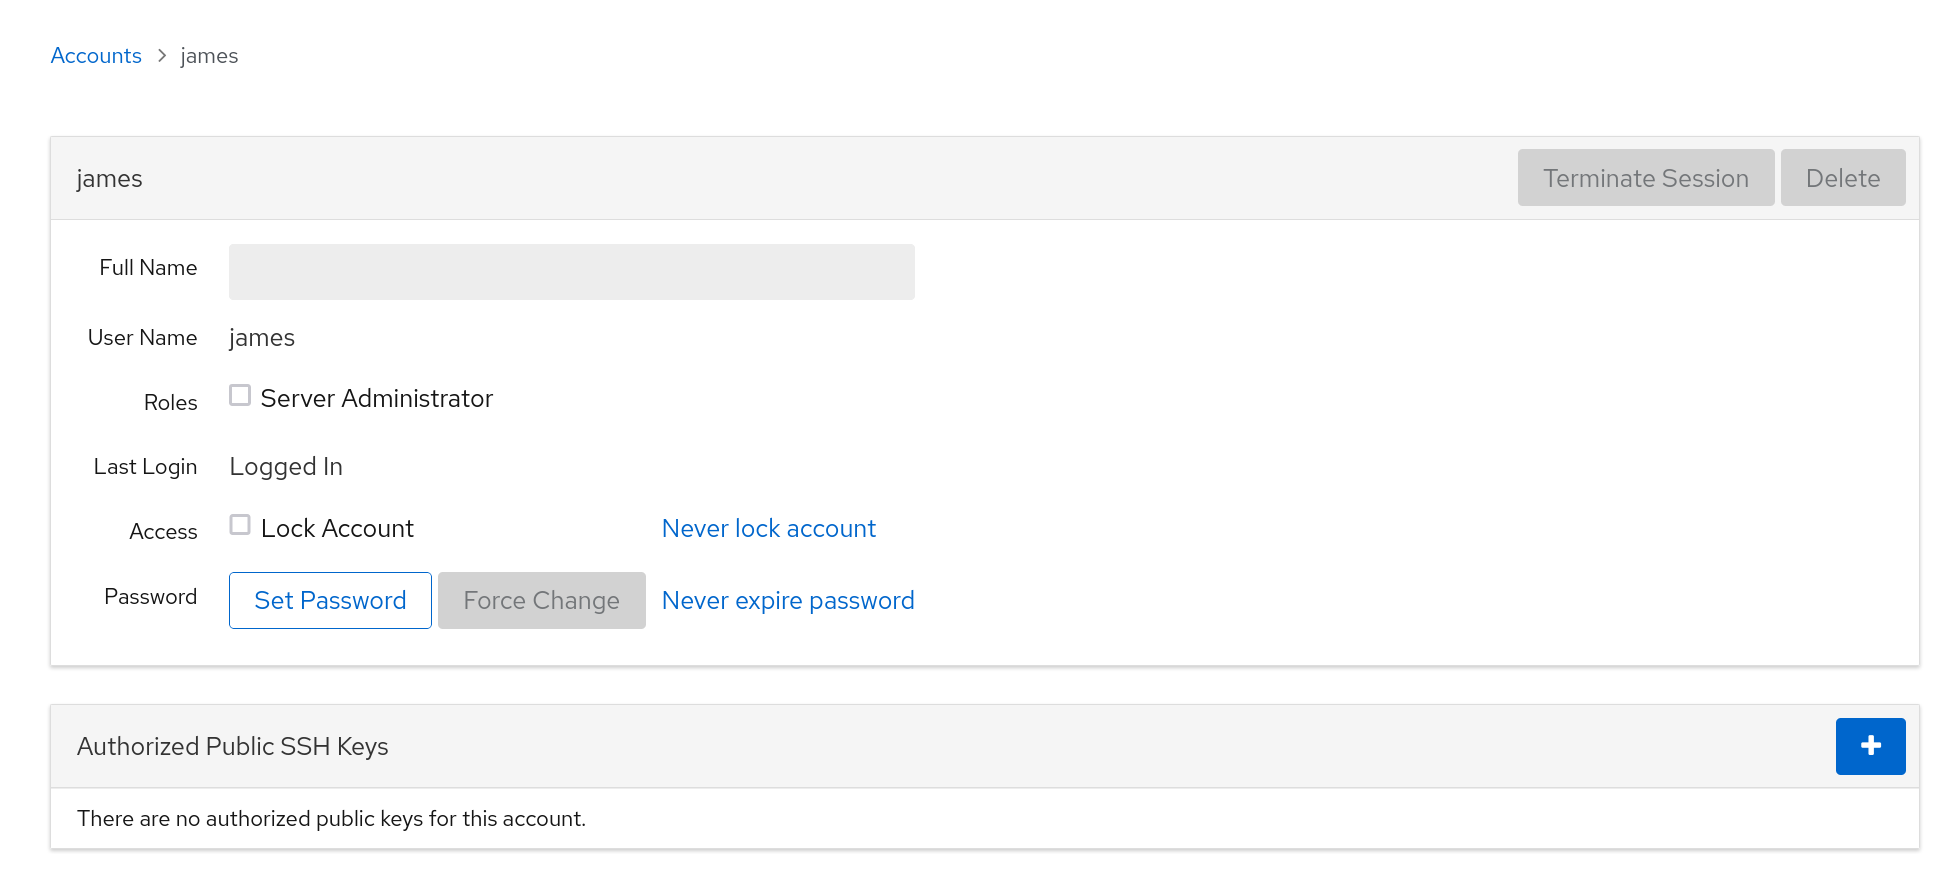 Accounts > james
james Terminate Session Delete
Full Name
User Name james
Roles Server Administrator
Last Login Logged In
Access Lock Account Never lock account
Password Set Password Force Change Never expire password
Authorized Public SSH Keys
There are no authorized public keys for this account.